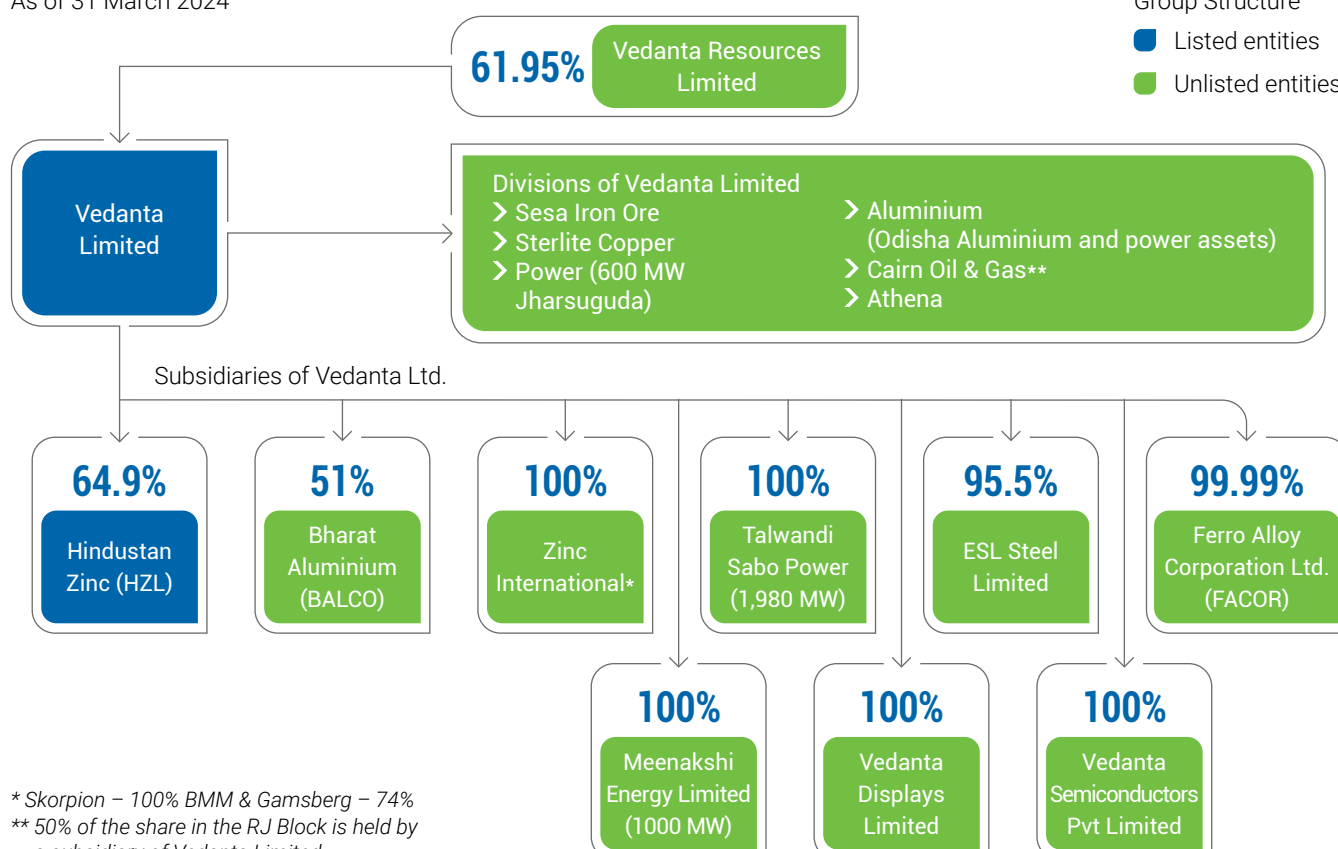 As of 31 March 2024
Group Structure
Listed entities
Unlisted entities
61.95%
Vedanta Resources
Limited
Vedanta
Limited
Divisions of Vedanta Limited
Sesa Iron Ore
Sterlite Copper
Power (600 MW
Jharsuguda)
Aluminium
(Odisha Aluminium and power assets)
Cairn Oil & Gas**
Athena
Subsidiaries of Vedanta Ltd.
64.9%
Hindustan
Zinc (HZL)
51%
Bharat
Aluminium
(BALCO)
100%
Zinc
International*
100%
Talwandi
Sabo Power
(1,980 MW)
95.5%
ESL Steel
Limited
99.99%
Ferro Alloy
Corporation Ltd.
(FACOR)
100%
Meenakshi
Energy Limited
(1000 MW)
100%
Vedanta
Displays
Limited
100%
Vedanta
Semiconductors
Pvt Limited
* Skorpion – 100% BMM & Gamsberg – 74%
** 50% of the share in the RJ Block is held by
a subsidiary of Vedanta Limited